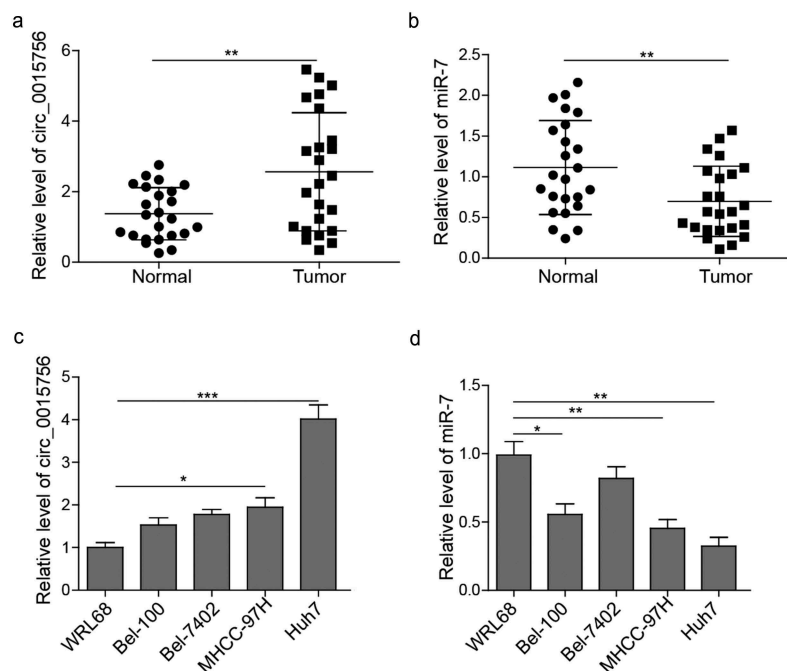 a
Relative level of circ_0015756
6
4
2
0
**
Normal
Tumor
b
Relative level of miR-7
2.5
2.0
1.5
1.0
0.5
0.0
**
Normal
Tumor
c
Relative level of circ_0015756
5
4
3
2
1
0
***
*
WRL68
Bel-100
Bel-7402
MHCC-97H
Huh7
d
Relative level of miR-7
1.5
1.0
0.5
0.0
**
**
*
WRL68
Bel-100
Bel-7402
MHCC-97H
Huh7